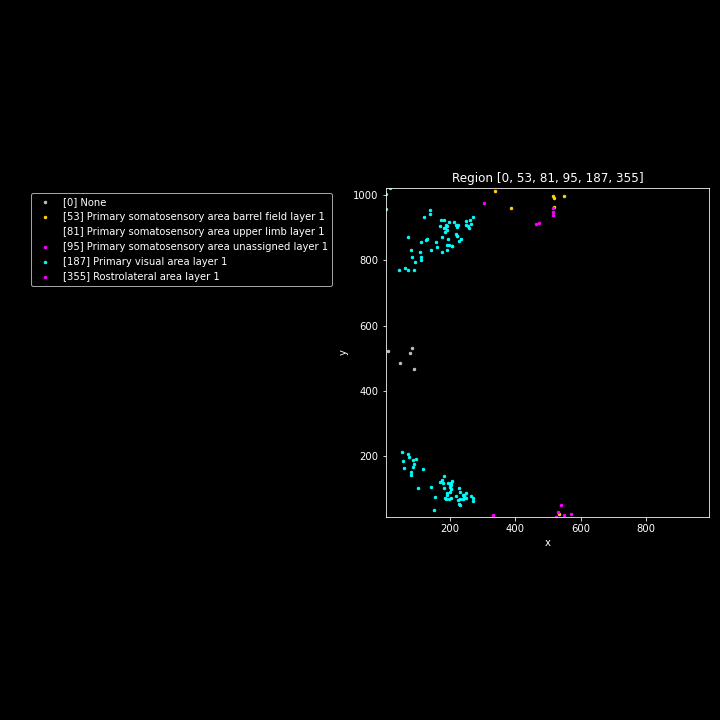 Region [0, 53, 81, 95, 187, 355]
[0] None
[53] Primary somatosensory area barrel field layer 1
[81] Primary somatosensory area upper limb layer 1
[95] Primary somatosensory area unassigned layer 1
[187] Primary visual area layer 1
[355] Rostrolateral area layer 1
1000
800
600
400
200
y
200 400 600 800
x